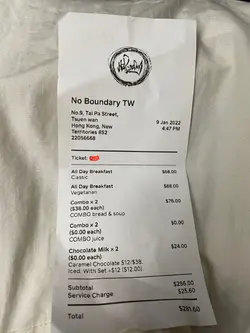 No Boundary TW
No.9, Tai Pa Street,
Tsuen wan
Hong Kong, New
Territories 852
22056668
9 Jan 2022
4:47 PM
Ticket:
All Day Breakfast $68.00
Classic
All Day Breakfast $88.00
Vegetarian
Combo × 2 $76.00
($38.00 each)
COMBO bread & soup
Combo × 2 $0.00
($0.00 each)
COMBO juice
Chocolate Milk × 2 $24.00
($0.00 each)
Caramel Chocolate $12/$38.
Iced, With Set +$12 ($12.00)
Subtotal $256.00
Service Charge $25.60
Total $281.60